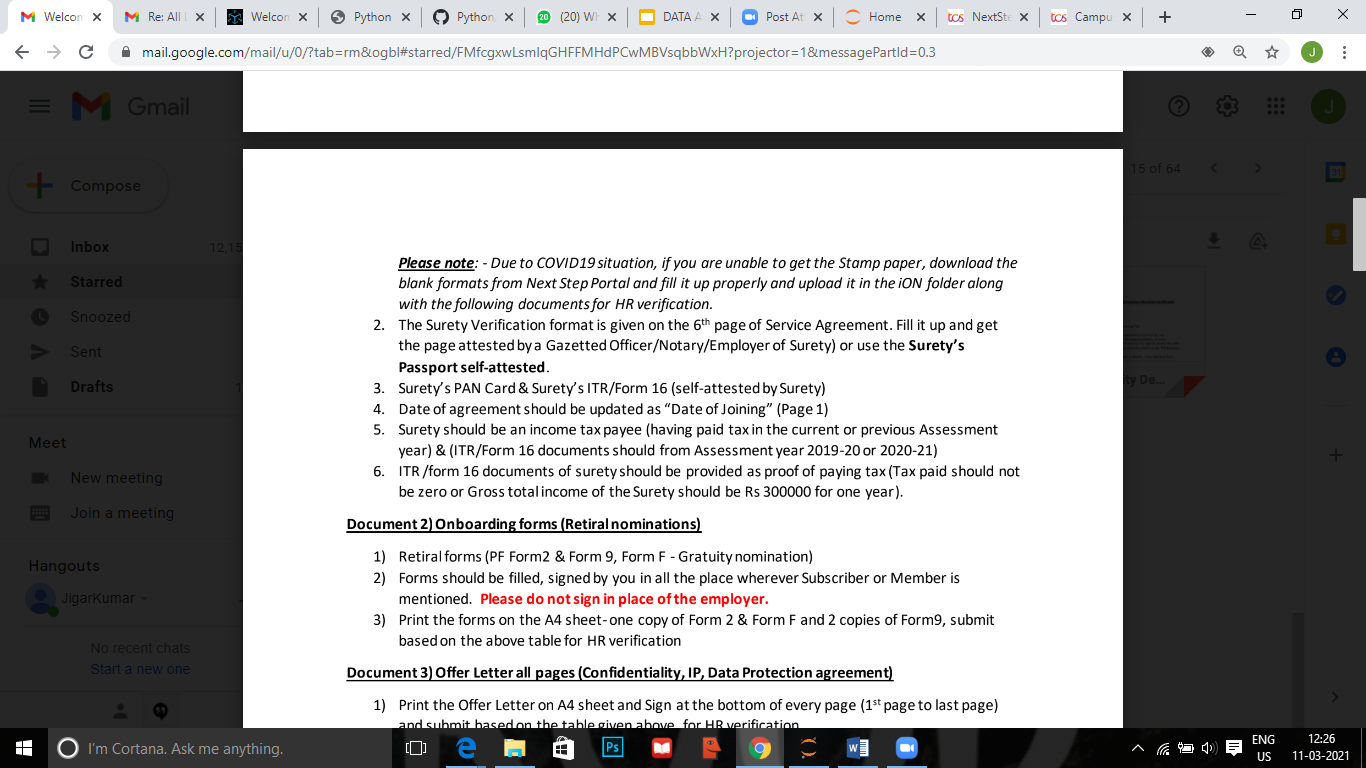 Welcom
Re: All
Welcom
Python
Python,
(20) W
DATA A
Post At
Home
tcs NextSt
tcs Campu
mail.google.com/mail/u/0/?tab=rm&ogbl#starred/FMfcgxwLsmlqGHFFMHdPCwMBVsqbbWxH?projector=1&messagePartId=0.3
J
Gmail
J
Compose
15 of 64
Inbox 12,15
Starred
Snoozed
Sent
Drafts 1
Meet
New meeting
Join a meeting
Hangouts
JigarKumar
No recent chats
Start a new one
31
ity De...
Please note: - Due to COVID19 situation, if you are unable to get the Stamp paper, download the
blank formats from Next Step Portal and fill it up properly and upload it in the iON folder along
with the following documents for HR verification.
2. The Surety Verification format is given on the 6th page of Service Agreement. Fill it up and get
the page attested by a Gazetted Officer/Notary/Employer of Surety) or use the Surety's
Passport self-attested.
3. Surety's PAN Card & Surety's ITR/Form 16 (self-attested by Surety)
4. Date of agreement should be updated as “Date of Joining” (Page 1)
5. Surety should be an income tax payee (having paid tax in the current or previous Assessment
year) & (ITR/Form 16 documents should from Assessment year 2019-20 or 2020-21)
6. ITR /form 16 documents of surety should be provided as proof of paying tax (Tax paid should not
be zero or Gross total income of the Surety should be Rs 300000 for one year).
Document 2) Onboarding forms (Retiral nominations)
1) Retiral forms (PF Form2 & Form 9, Form F - Gratuity nomination)
2) Forms should be filled, signed by you in all the place wherever Subscriber or Member is
mentioned. Please do not sign in place of the employer.
3) Print the forms on the A4 sheet- one copy of Form 2 & Form F and 2 copies of Form9, submit
based on the above table for HR verification
Document 3) Offer Letter all pages (Confidentiality, IP, Data Protection agreement)
1) Print the Offer Letter on A4 sheet and Sign at the bottom of every page (1st page to last page)
and submit based on the table given above, for HR verification
I'm Cortana. Ask me anything.
Ps
ENG
US
12:26
11-03-2021